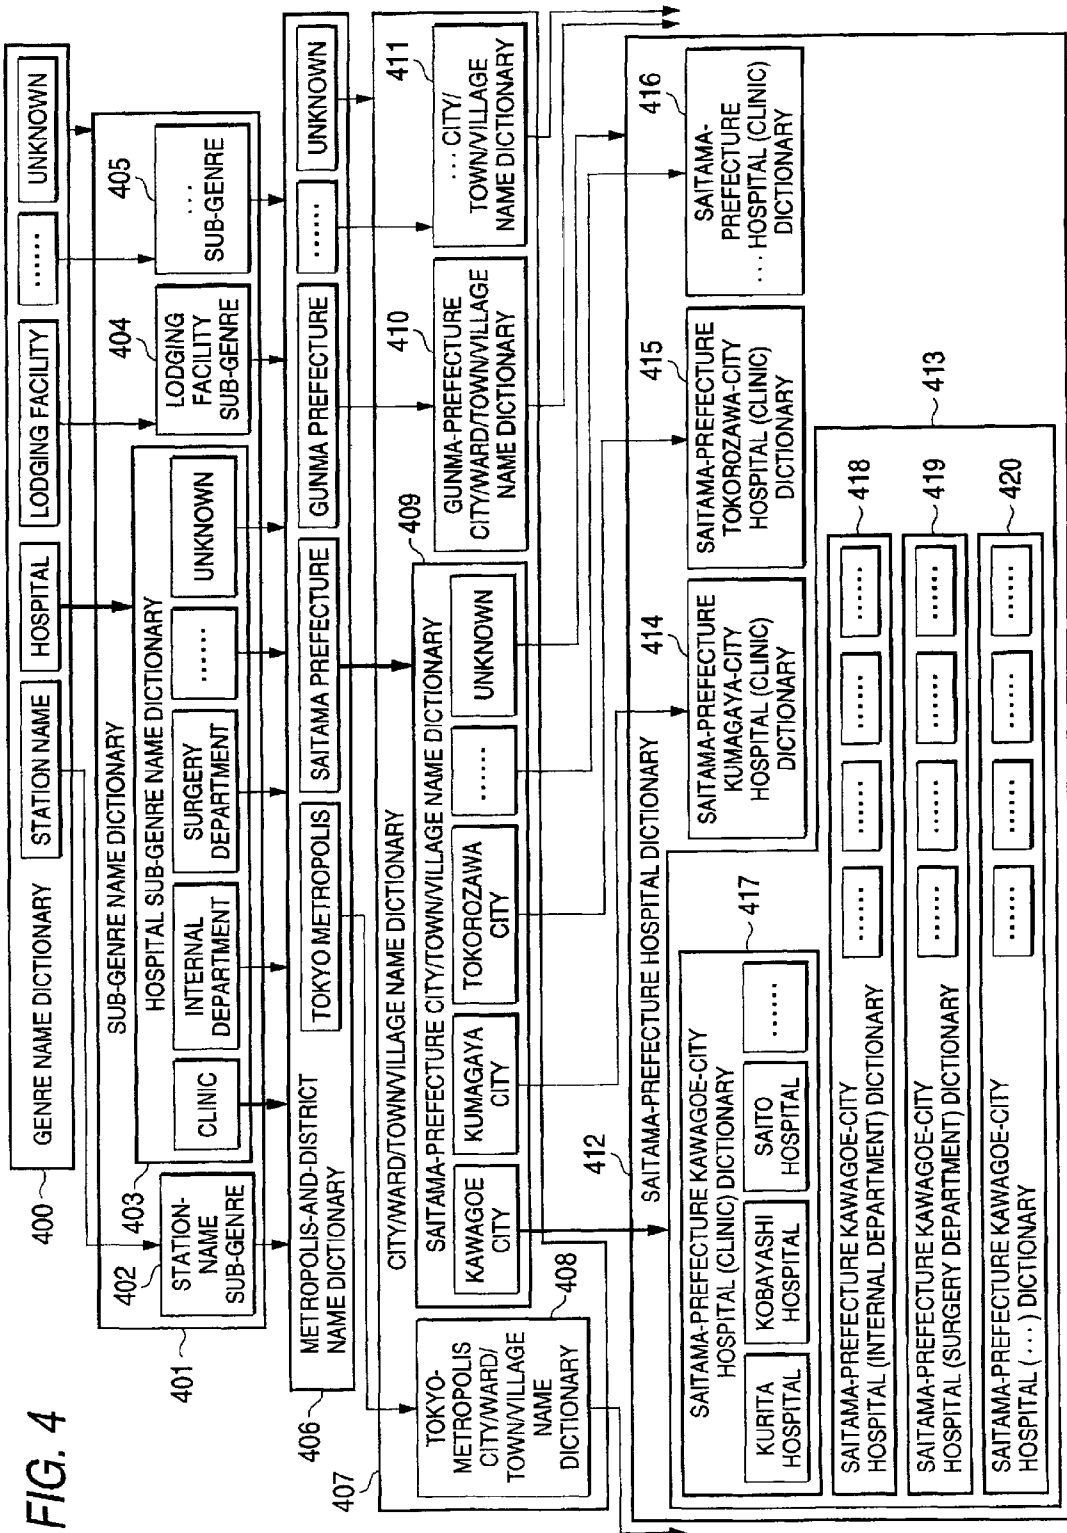 FIG. 4
400
GENRE NAME DICTIONARY
STATION NAME
HOSPITAL
LODGING FACILITY
......
UNKNOWN
401
SUB-GENRE NAME DICTIONARY
402
STATION-
NAME
SUB-GENRE
403
HOSPITAL SUB-GENRE NAME DICTIONARY
CLINIC
INTERNAL
DEPARTMENT
SURGERY
DEPARTMENT
......
UNKNOWN
404
LODGING
FACILITY
SUB-GENRE
405
...
SUB-GENRE
406
METROPOLIS-AND-DISTRICT
NAME DICTIONARY
TOKYO METROPOLIS
SAITAMA PREFECTURE
GUNMA PREFECTURE
......
UNKNOWN
407
CITY/WARD/TOWN/VILLAGE NAME DICTIONARY
TOKYO-
METROPOLIS
CITY/WARD/
TOWN/VILLAGE
NAME
DICTIONARY
408
409
SAITAMA-PREFECTURE CITY/TOWN/VILLAGE NAME DICTIONARY
KAWAGOE
CITY
KUMAGAYA
CITY
TOKOROZAWA
CITY
......
UNKNOWN
410
GUNMA-PREFECTURE
CITY/WARD/TOWN/VILLAGE
NAME DICTIONARY
411
... CITY/
TOWN/VILLAGE
NAME DICTIONARY
412
SAITAMA-PREFECTURE HOSPITAL DICTIONARY
SAITAMA-PREFECTURE KAWAGOE-CITY
HOSPITAL (CLINIC) DICTIONARY
417
KURITA
HOSPITAL
KOBAYASHI
HOSPITAL
SAITO
HOSPITAL
......
414
SAITAMA-PREFECTURE
KUMAGAYA-CITY
HOSPITAL (CLINIC)
DICTIONARY
415
SAITAMA-PREFECTURE
TOKOROZAWA-CITY
HOSPITAL (CLINIC)
DICTIONARY
416
SAITAMA-
PREFECTURE
... HOSPITAL (CLINIC)
DICTIONARY
413
SAITAMA-PREFECTURE KAWAGOE-CITY
HOSPITAL (INTERNAL DEPARTMENT) DICTIONARY
......
......
......
......
418
SAITAMA-PREFECTURE KAWAGOE-CITY
HOSPITAL (SURGERY DEPARTMENT) DICTIONARY
......
......
......
......
419
SAITAMA-PREFECTURE KAWAGOE-CITY
HOSPITAL (...) DICTIONARY
......
......
......
......
420